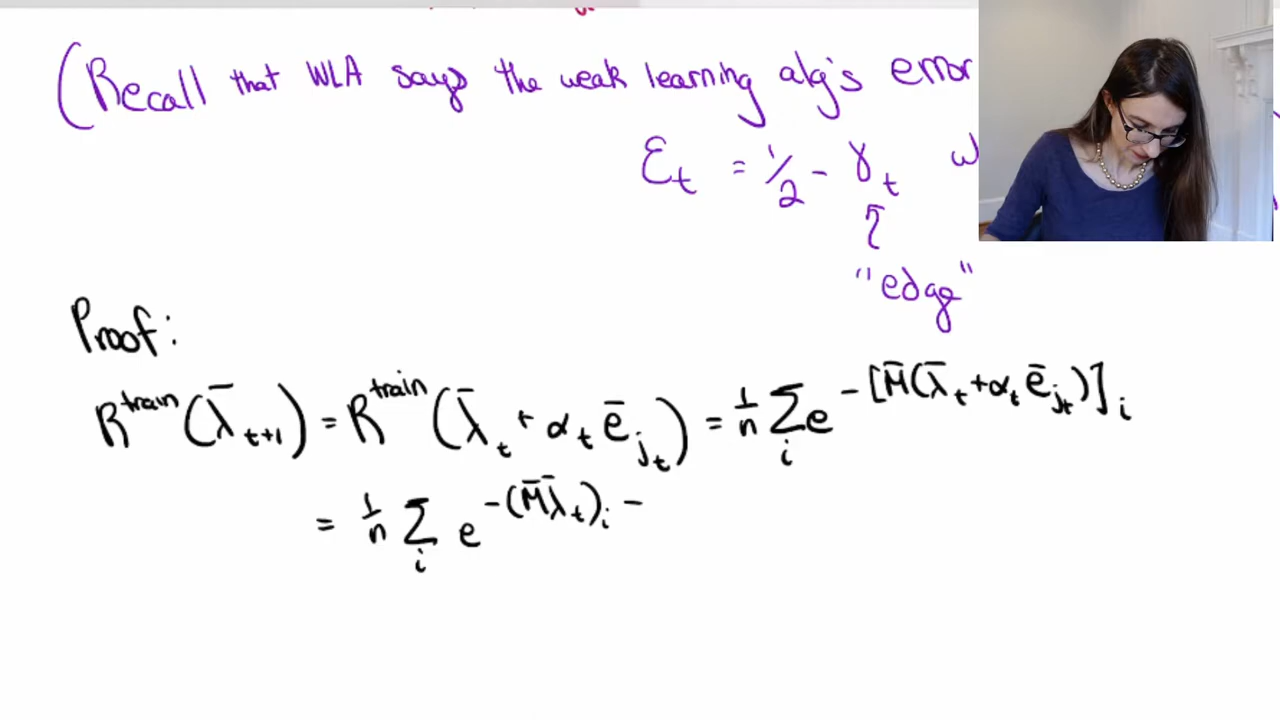 (Recall that WLA says the weak learning alg's error
ε_t = 1/2 - γ_t w
"edge"
Proof:
R^train(λ̄_{t+1}) = R^train(λ̄_t + α_t ē_{j_t}) = 1/n Σ_i e^{-[M̄(λ̄_t + α_t ē_{j_t})]_i}
= 1/n Σ_i e^{-(M̄λ̄_t)_i -